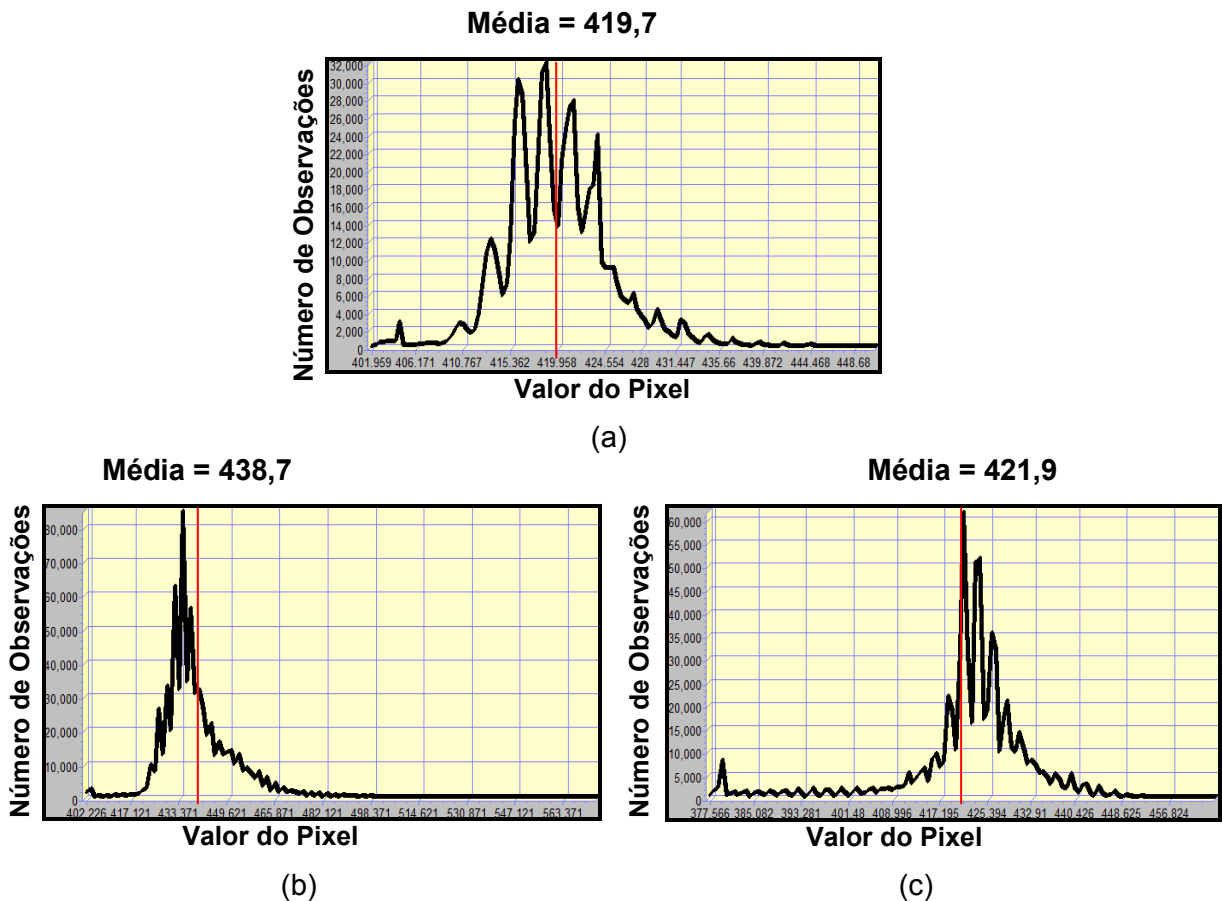 Média = 419,7
Número de Observações
32,000
30,000
28,000
26,000
24,000
22,000
20,000
18,000
16,000
14,000
12,000
10,000
8,000
6,000
4,000
2,000
0
401.959 406.171 410.767 415.362 419.958 424.554 428 431.447 435.66 439.872 444.468 448.68
Valor do Pixel
(a)
Média = 438,7
Número de Observações
80,000
70,000
60,000
50,000
40,000
30,000
20,000
10,000
0
402.226 417.121 433.371 449.621 465.871 482.121 498.371 514.621 530.871 547.121 563.371
Valor do Pixel
(b)
Média = 421,9
Número de Observações
60,000
55,000
50,000
45,000
40,000
35,000
30,000
25,000
20,000
15,000
10,000
5,000
0
377.566 385.082 393.281 401.48 408.996 417.195 425.394 432.91 440.426 448.625 456.824
Valor do Pixel
(c)